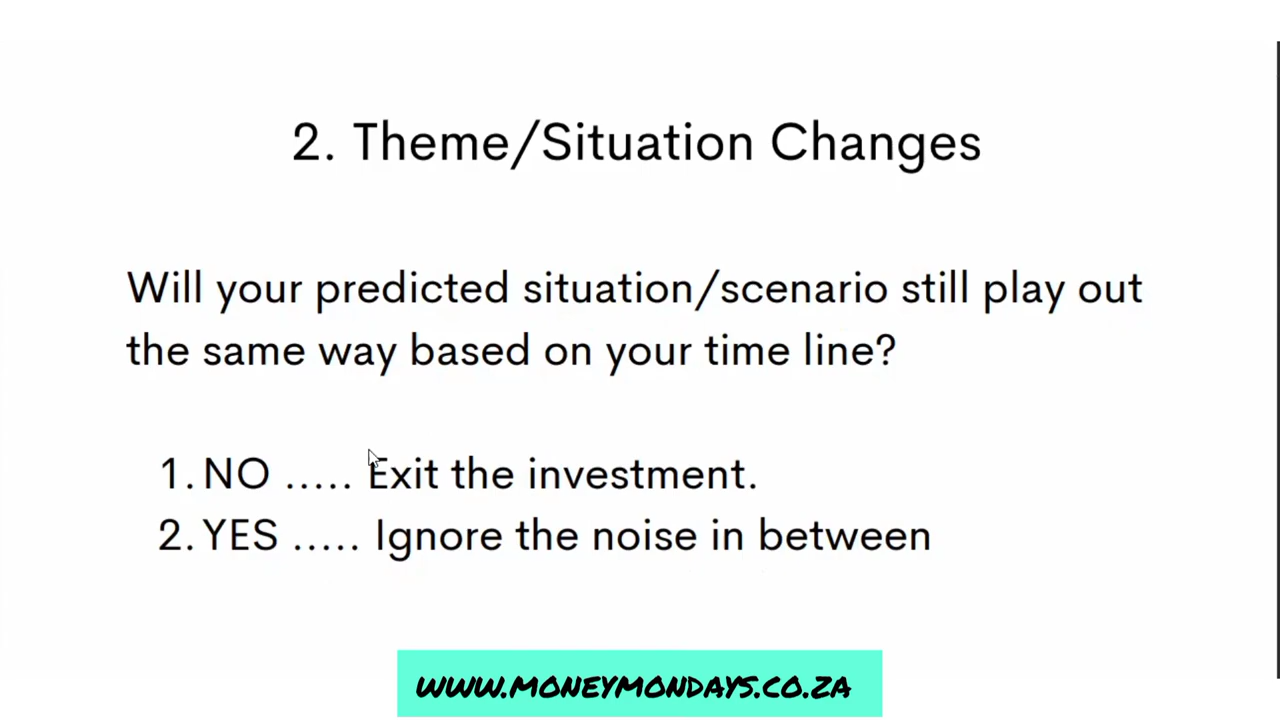 2. Theme/Situation Changes
Will your predicted situation/scenario still play out
the same way based on your time line?
1. NO ..... Exit the investment.
2. YES ..... Ignore the noise in between
WWW.MONEYMONDAYS.CO.ZA